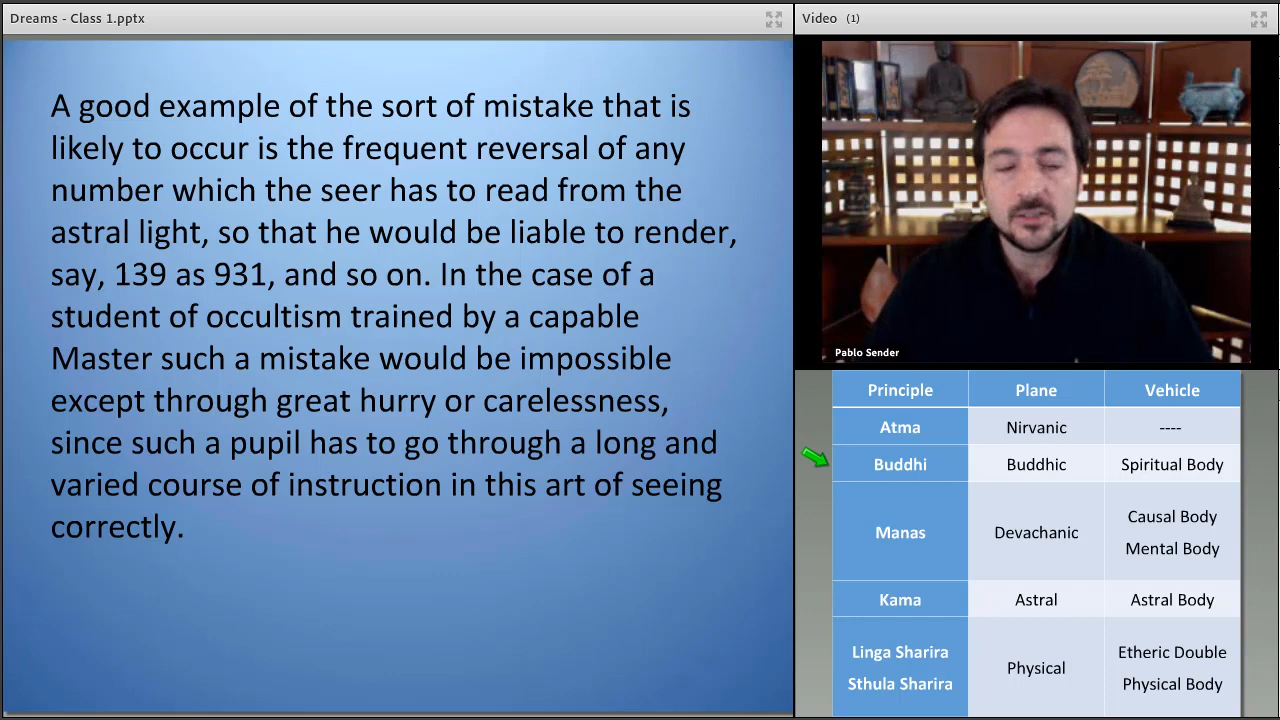 Dreams - Class 1.pptx
A good example of the sort of mistake that is
likely to occur is the frequent reversal of any
number which the seer has to read from the
astral light, so that he would be liable to render,
say, 139 as 931, and so on. In the case of a
student of occultism trained by a capable
Master such a mistake would be impossible
except through great hurry or carelessness,
since such a pupil has to go through a long and
varied course of instruction in this art of seeing
correctly.
Video (1)
Pablo Sender
Principle Plane Vehicle
Atma Nirvanic ----
Buddhi Buddhic Spiritual Body
Manas Devachanic Causal Body
Mental Body
Kama Astral Astral Body
Linga Sharira Physical Etheric Double
Sthula Sharira Physical Body